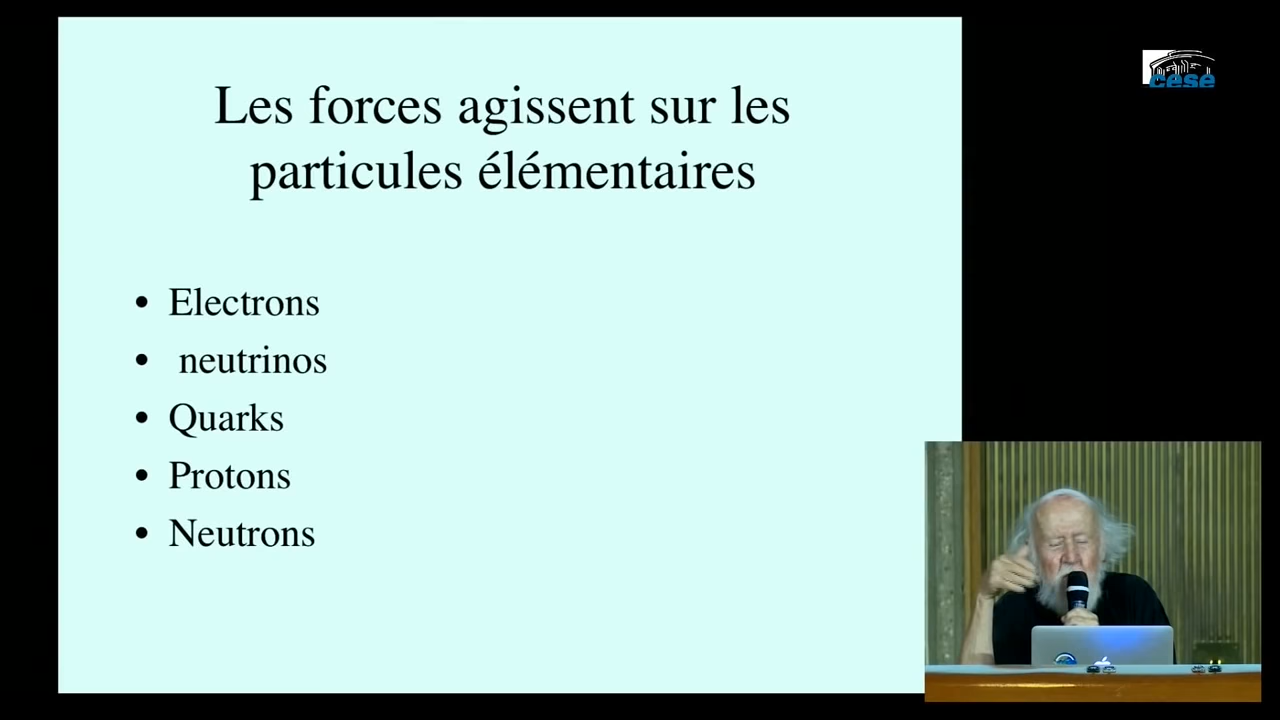 Les forces agissent sur les
particules élémentaires
• Electrons
• neutrinos
• Quarks
• Protons
• Neutrons
cese